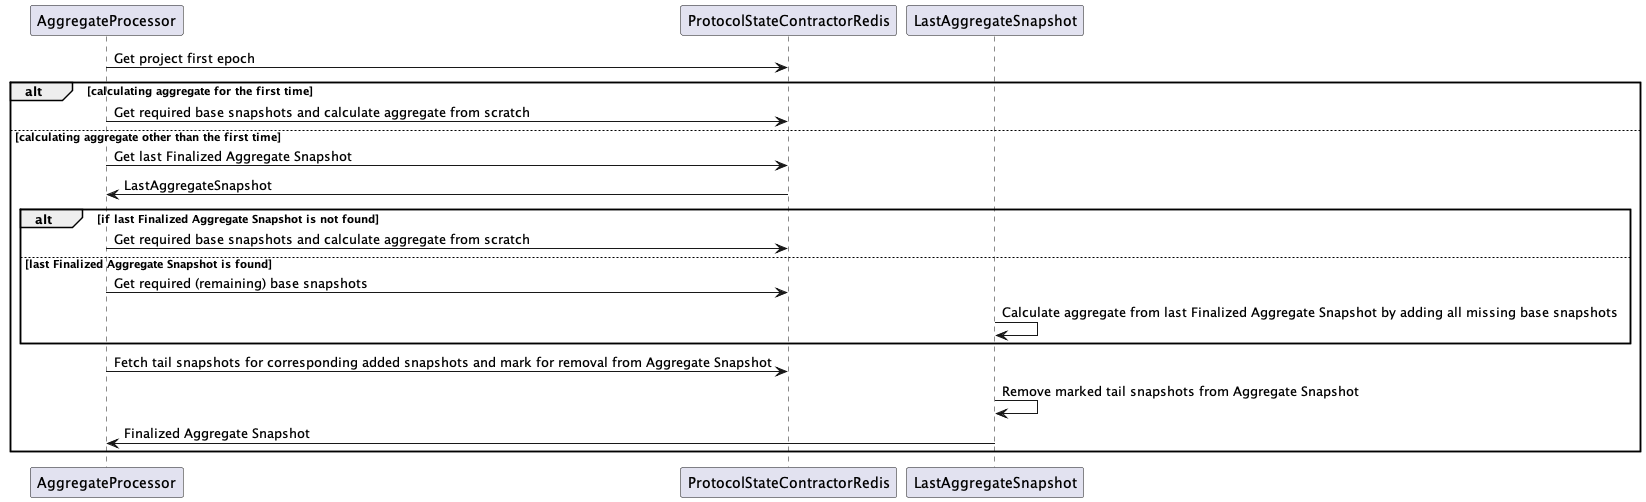 AggregateProcessor
ProtocolStateContractorRedis
LastAggregateSnapshot
Get project first epoch
alt
[calculating aggregate for the first time]
Get required base snapshots and calculate aggregate from scratch
[calculating aggregate other than the first time]
Get last Finalized Aggregate Snapshot
LastAggregateSnapshot
alt
[if last Finalized Aggregate Snapshot is not found]
Get required base snapshots and calculate aggregate from scratch
[last Finalized Aggregate Snapshot is found]
Get required (remaining) base snapshots
Calculate aggregate from last Finalized Aggregate Snapshot by adding all missing base snapshots
Fetch tail snapshots for corresponding added snapshots and mark for removal from Aggregate Snapshot
Remove marked tail snapshots from Aggregate Snapshot
Finalized Aggregate Snapshot
AggregateProcessor
ProtocolStateContractorRedis
LastAggregateSnapshot